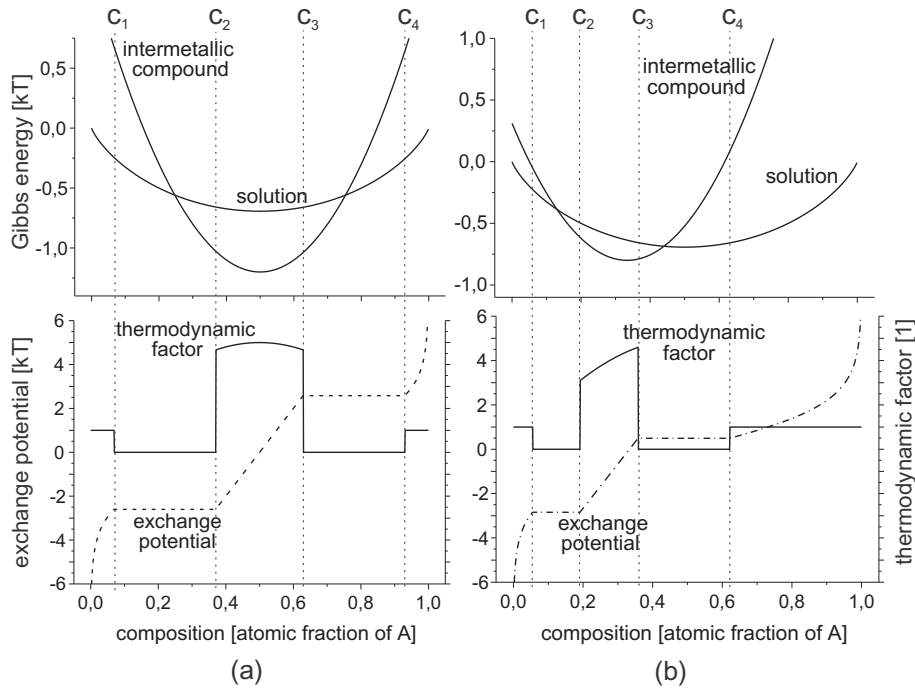 c1 c2 c3 c4
0,5
0,0
-0,5
-1,0
Gibbs energy [kT]
intermetallic
compound
solution
6
4
2
0
-2
-4
-6
exchange potential [kT]
thermodynamic
factor
exchange
potential
0,0 0,2 0,4 0,6 0,8 1,0
composition [atomic fraction of A]
(a)
c1 c2 c3 c4
1,0
0,5
0,0
-0,5
-1,0
intermetallic
compound
solution
6
4
2
0
-2
-4
-6
thermodynamic
factor
exchange
potential
thermodynamic factor [1]
0,0 0,2 0,4 0,6 0,8 1,0
composition [atomic fraction of A]
(b)